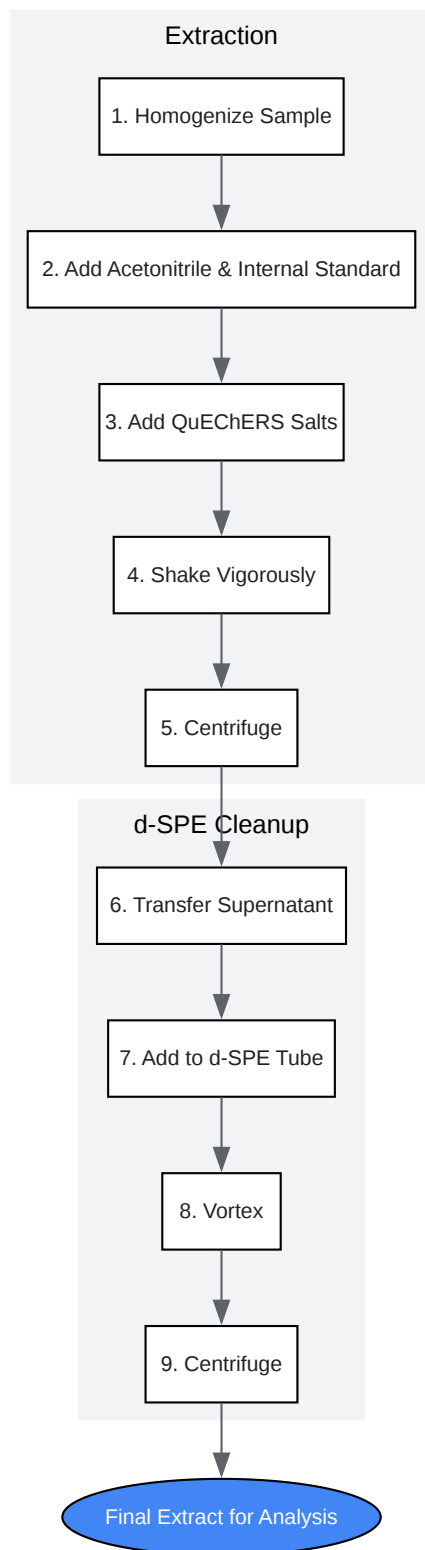 Extraction
1. Homogenize Sample
2. Add Acetonitrile & Internal Standard
3. Add QuEChERS Salts
4. Shake Vigorously
5. Centrifuge
d-SPE Cleanup
6. Transfer Supernatant
7. Add to d-SPE Tube
8. Vortex
9. Centrifuge
Final Extract for Analysis